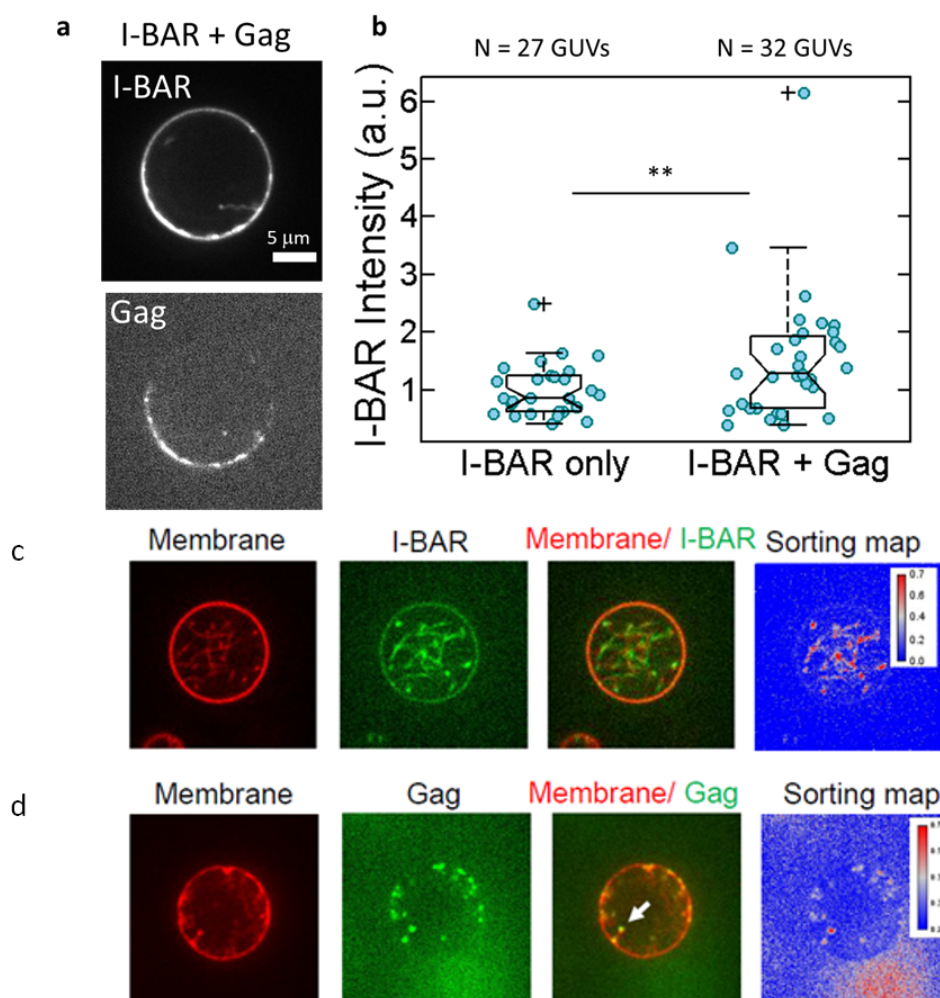 a
I-BAR + Gag
I-BAR
5 μm
Gag
b
N = 27 GUVs
N = 32 GUVs
I-BAR Intensity (a.u.)
6
5
4
3
2
1
**
I-BAR only
I-BAR + Gag
c
Membrane
I-BAR
Membrane/ I-BAR
Sorting map
0.7
0.6
0.4
0.2
0.0
d
Membrane
Gag
Membrane/ Gag
Sorting map